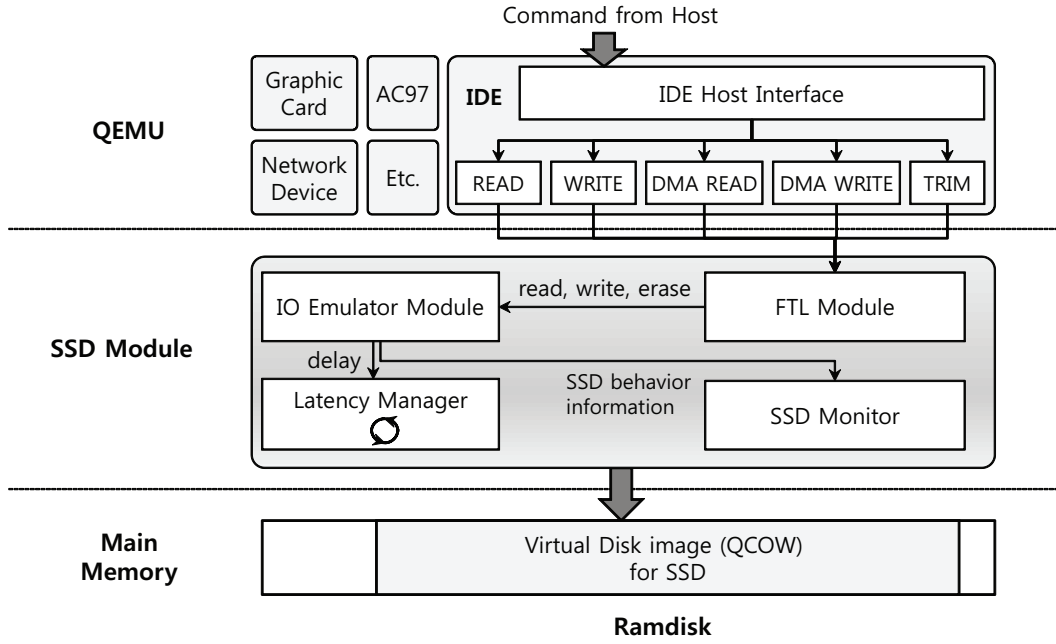 Command from Host
QEMU
Graphic
Card
AC97
Network
Device
Etc.
IDE
IDE Host Interface
READ
WRITE
DMA READ
DMA WRITE
TRIM
SSD Module
IO Emulator Module
read, write, erase
FTL Module
delay
Latency Manager
SSD behavior
information
SSD Monitor
Main
Memory
Virtual Disk image (QCOW)
for SSD
Ramdisk